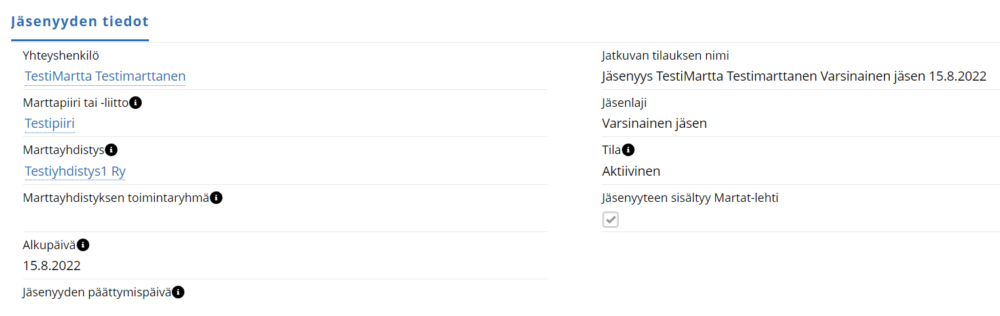 Jäsenyyden tiedot
Yhteyshenkilö
TestiMartta Testimarttanen
Marttapiiri tai -liitto
Testipiiri
Marttayhdistys
Testiyhdistys1 Ry
Marttayhdistyksen toimintaryhmä
Alkupäivä
15.8.2022
Jäsenyyden päättymispäivä
Jatkuvan tilauksen nimi
Jäsenyys TestiMartta Testimarttanen Varsinainen jäsen 15.8.2022
Jäsenlaji
Varsinainen jäsen
Tila
Aktiivinen
Jäsenyyteen sisältyy Martat-lehti